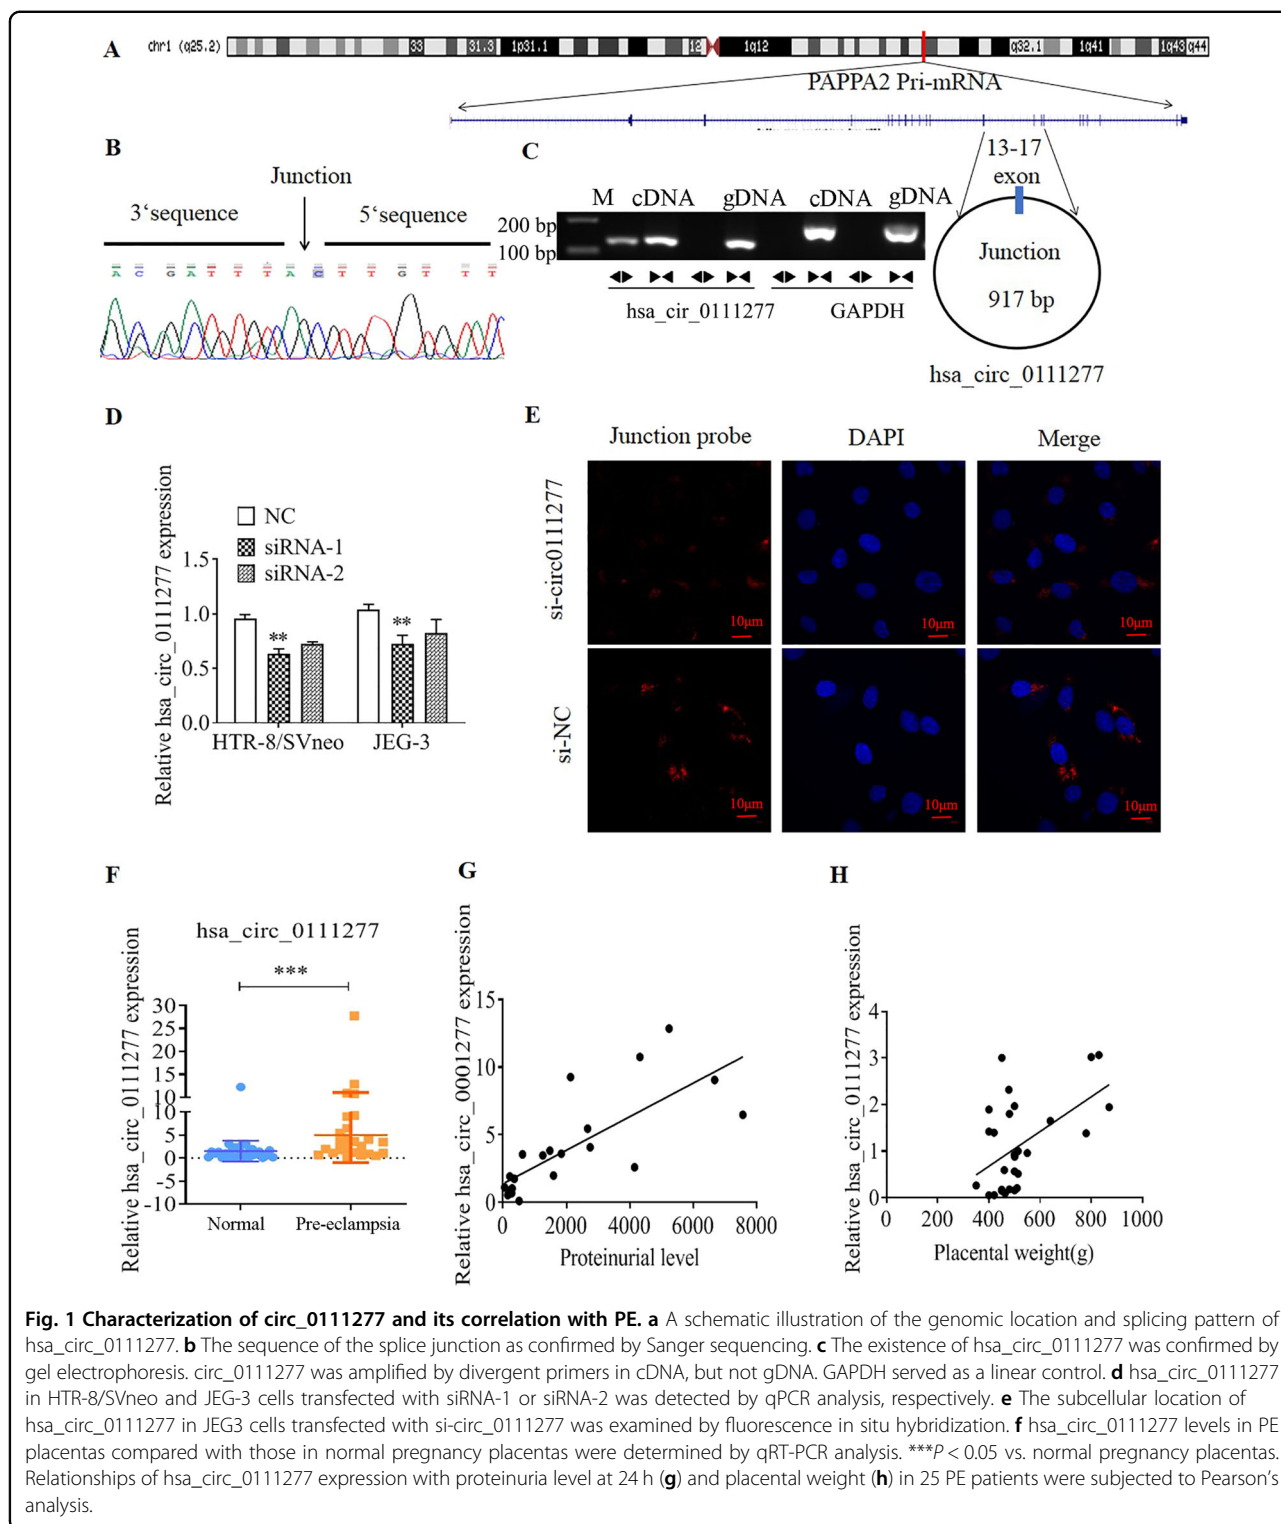 A
chr1 (q25.2)
33
31.3
1p31.1
12
1q12
q32.1
1q41
1q43
q44
PAPPA2 Pri-mRNA
B
Junction
3‘sequence
5‘sequence
A C G A T T T A C T T G T T T
C
M cDNA gDNA cDNA gDNA
200 bp
100 bp
hsa_cir_0111277
GAPDH
13-17
exon
Junction
917 bp
hsa_circ_0111277
D
Relative hsa_circ_0111277 expression
NC
siRNA-1
siRNA-2
1.5
1.0
0.5
0.0
**
**
HTR-8/SVneo
JEG-3
E
Junction probe
DAPI
Merge
si-circ0111277
10μm
10μm
10μm
si-NC
10μm
10μm
10μm
F
hsa_circ_0111277
***
Relative hsa_circ_0111277 expression
30
25
20
15
10
10
5
0
-5
-10
Normal
Pre-eclampsia
G
Relative hsa_circ_0001277 expression
15
10
5
0
0 2000 4000 6000 8000
Proteinurial level
H
Relative hsa_circ_0111277 expression
4
3
2
1
0
0 200 400 600 800 1000
Placental weight(g)
Fig. 1 Characterization of circ_0111277 and its correlation with PE. a A schematic illustration of the genomic location and splicing pattern of
hsa_circ_0111277. b The sequence of the splice junction as confirmed by Sanger sequencing. c The existence of hsa_circ_0111277 was confirmed by
gel electrophoresis. circ_0111277 was amplified by divergent primers in cDNA, but not gDNA. GAPDH served as a linear control. d hsa_circ_0111277
in HTR-8/SVneo and JEG-3 cells transfected with siRNA-1 or siRNA-2 was detected by qPCR analysis, respectively. e The subcellular location of
hsa_circ_0111277 in JEG3 cells transfected with si-circ_0111277 was examined by fluorescence in situ hybridization. f hsa_circ_0111277 levels in PE
placentas compared with those in normal pregnancy placentas were determined by qRT-PCR analysis. ***P < 0.05 vs. normal pregnancy placentas.
Relationships of hsa_circ_0111277 expression with proteinuria level at 24 h (g) and placental weight (h) in 25 PE patients were subjected to Pearson’s
analysis.